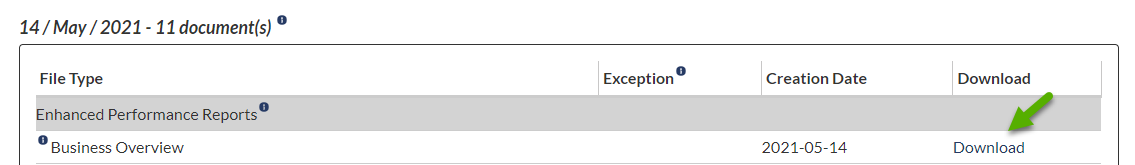 14 / May / 2021 - 11 document(s)
File Type Exception Creation Date Download
Enhanced Performance Reports
Business Overview 2021-05-14 Download